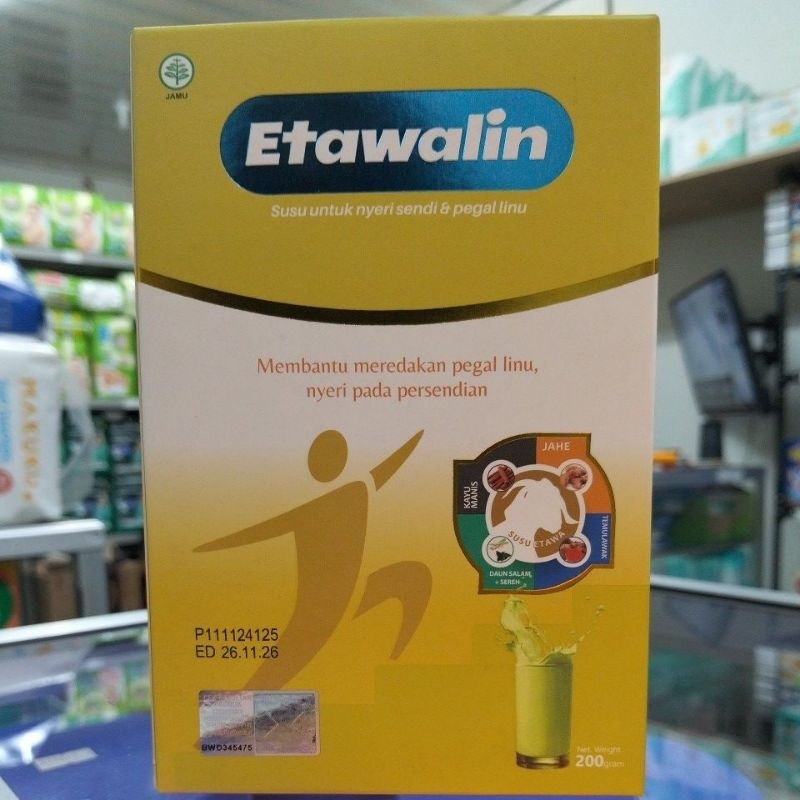 JAMU
Etawalin
Susu untuk nyeri sendi & pegal linu
Membantu meredakan pegal linu,
nyeri pada persendian
JAHE
KAYU
MANIS
TEMULAWAK
SUSU ETAWA
DAUN SALAM
+ SEREH
P111124125
ED 26.11.26
BWD345475
Net. Weight
200gram